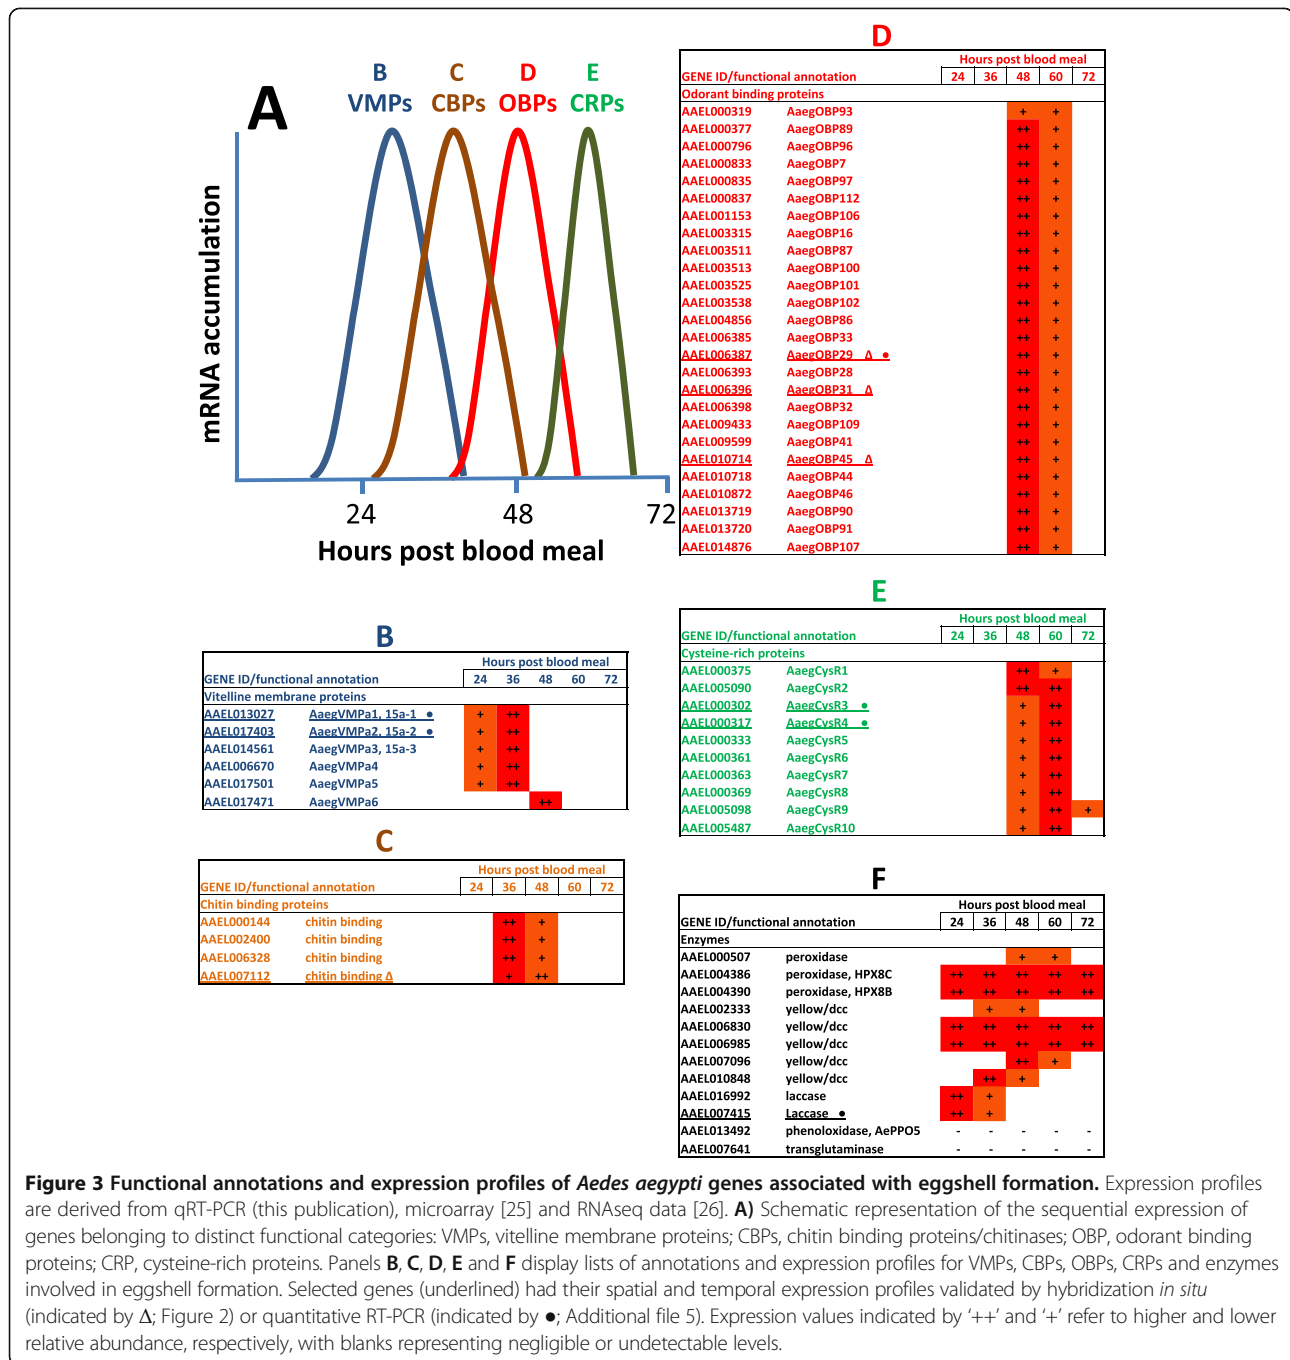 A
B C D E
VMPs CBPs OBPs CRPs
mRNA accumulation
24 48 72
Hours post blood meal
B
Hours post blood meal
GENE ID/functional annotation 24 36 48 60 72
Vitelline membrane proteins
AAEL013027 AaegVMPa1, 15a-1 ● + ++
AAEL017403 AaegVMPa2, 15a-2 ● + ++
AAEL014561 AaegVMPa3, 15a-3 + ++
AAEL006670 AaegVMPa4 + ++
AAEL017501 AaegVMPa5 + ++
AAEL017471 AaegVMPa6 ++
C
Hours post blood meal
GENE ID/functional annotation 24 36 48 60 72
Chitin binding proteins
AAEL000144 chitin binding ++ +
AAEL002400 chitin binding ++ +
AAEL006328 chitin binding ++ +
AAEL007112 chitin binding Δ + ++
D
Hours post blood meal
GENE ID/functional annotation 24 36 48 60 72
Odorant binding proteins
AAEL000319 AaegOBP93 + +
AAEL000377 AaegOBP89 ++ +
AAEL000796 AaegOBP96 ++ +
AAEL000833 AaegOBP7 ++ +
AAEL000835 AaegOBP97 ++ +
AAEL000837 AaegOBP112 ++ +
AAEL001153 AaegOBP106 ++ +
AAEL003315 AaegOBP16 ++ +
AAEL003511 AaegOBP87 ++ +
AAEL003513 AaegOBP100 ++ +
AAEL003525 AaegOBP101 ++ +
AAEL003538 AaegOBP102 ++ +
AAEL004856 AaegOBP86 ++ +
AAEL006385 AaegOBP33 ++ +
AAEL006387 AaegOBP29 Δ ● ++ +
AAEL006393 AaegOBP28 ++ +
AAEL006396 AaegOBP31 Δ ++ +
AAEL006398 AaegOBP32 ++ +
AAEL009433 AaegOBP109 ++ +
AAEL009599 AaegOBP41 ++ +
AAEL010714 AaegOBP45 Δ ++ +
AAEL010718 AaegOBP44 ++ +
AAEL010872 AaegOBP46 ++ +
AAEL013719 AaegOBP90 ++ +
AAEL013720 AaegOBP91 ++ +
AAEL014876 AaegOBP107 ++ +
E
Hours post blood meal
GENE ID/functional annotation 24 36 48 60 72
Cysteine-rich proteins
AAEL000375 AaegCysR1 ++ +
AAEL005090 AaegCysR2 ++ ++
AAEL000302 AaegCysR3 ● + ++
AAEL000317 AaegCysR4 ● + ++
AAEL000333 AaegCysR5 + ++
AAEL000361 AaegCysR6 + ++
AAEL000363 AaegCysR7 + ++
AAEL000369 AaegCysR8 + ++
AAEL005098 AaegCysR9 + ++ +
AAEL005487 AaegCysR10 + ++
F
Hours post blood meal
GENE ID/functional annotation 24 36 48 60 72
Enzymes
AAEL000507 peroxidase + +
AAEL004386 peroxidase, HPX8C ++ ++ ++ ++ ++
AAEL004390 peroxidase, HPX8B ++ ++ ++ ++ ++
AAEL002333 yellow/dcc + +
AAEL006830 yellow/dcc ++ ++ ++ ++ ++
AAEL006985 yellow/dcc ++ ++ ++ ++ ++
AAEL007096 yellow/dcc ++ +
AAEL010848 yellow/dcc ++ +
AAEL016992 laccase ++ +
AAEL007415 Laccase ● ++ +
AAEL013492 phenoloxidase, AePPO5 - - - - -
AAEL007641 transglutaminase - - - - -
Figure 3 Functional annotations and expression profiles of Aedes aegypti genes associated with eggshell formation. Expression profiles
are derived from qRT-PCR (this publication), microarray [25] and RNAseq data [26]. A) Schematic representation of the sequential expression of
genes belonging to distinct functional categories: VMPs, vitelline membrane proteins; CBPs, chitin binding proteins/chitinases; OBP, odorant binding
proteins; CRP, cysteine-rich proteins. Panels B, C, D, E and F display lists of annotations and expression profiles for VMPs, CBPs, OBPs, CRPs and enzymes
involved in eggshell formation. Selected genes (underlined) had their spatial and temporal expression profiles validated by hybridization in situ
(indicated by Δ; Figure 2) or quantitative RT-PCR (indicated by ●; Additional file 5). Expression values indicated by ‘++’ and ‘+’ refer to higher and lower
relative abundance, respectively, with blanks representing negligible or undetectable levels.